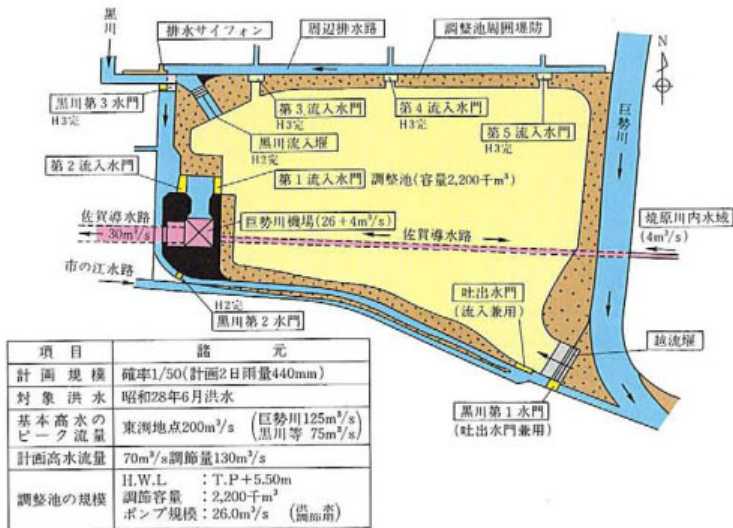 黒川
排水サイフォン
周辺排水路
調整池周囲堤防
N
黒川第3水門
H3完
第3流入水門
H3完
第4流入水門
H3完
第5流入水門
H3完
巨勢川
黒川流入堰
H2完
第2流入水門
第1流入水門
調整池(容量2,200千m³)
佐賀導水路
30m³/s
巨勢川機場(26+4m³/s)
佐賀導水路
焼原川内水域
(4m³/s)
市の江水路
H2完
黒川第2水門
吐出水門
(流入兼用)
越流堰
黒川第1水門
(吐出水門兼用)
項目 諸元
計画規模 確率1/50(計画2日雨量440mm)
対象洪水 昭和28年6月洪水
基本高水のピーク流量 東渕地点200m³/s (巨勢川125m³/s 黒川等 75m³/s)
計画高水流量 70m³/s調節量130m³/s
調整池の規模 H.W.L :T.P+5.50m
調節容量 :2,200千m³
ポンプ規模:26.0m³/s (洪水調節用)